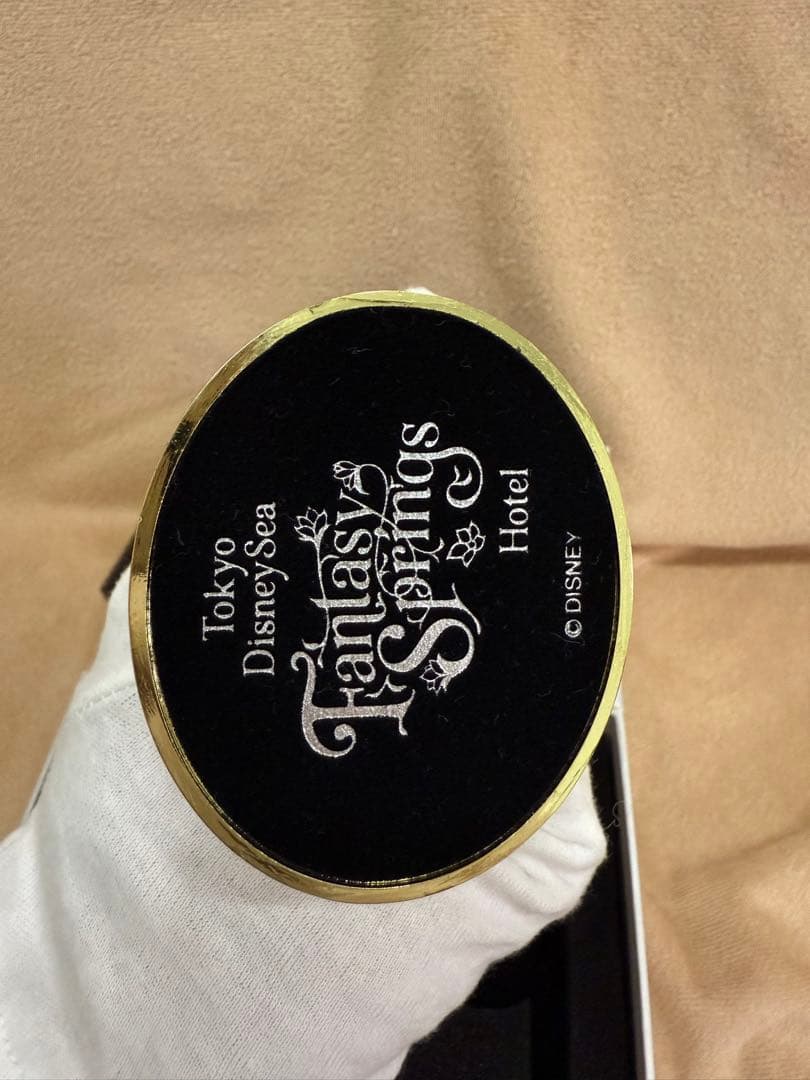 Tokyo
DisneySea
Fantasy
Springs
Hotel
© DISNEY